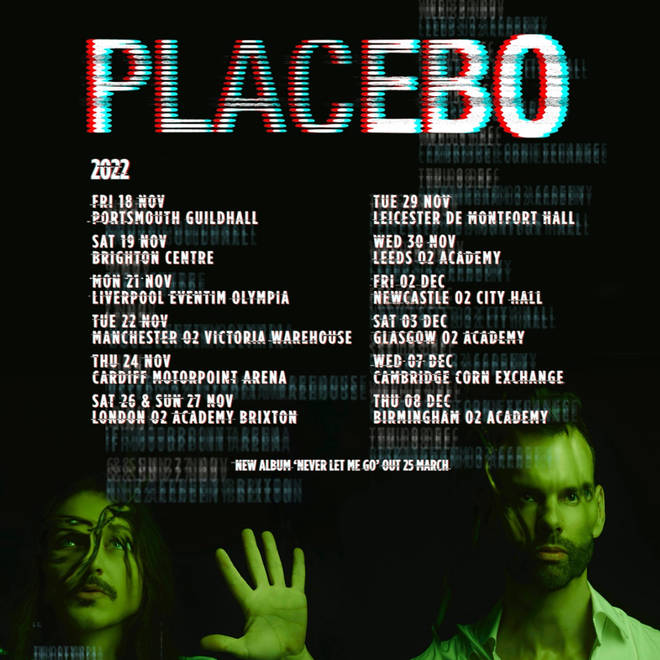 PLACEBO
2022
FRI 18 NOV
PORTSMOUTH GUILDHALL
SAT 19 NOV
BRIGHTON CENTRE
MON 21 NOV
LIVERPOOL EVENTIM OLYMPIA
TUE 22 NOV
MANCHESTER O2 VICTORIA WAREHOUSE
THU 24 NOV
CARDIFF MOTORPOINT ARENA
SAT 26 & SUN 27 NOV
LONDON O2 ACADEMY BRIXTON
TUE 29 NOV
LEICESTER DE MONTFORT HALL
WED 30 NOV
LEEDS O2 ACADEMY
FRI 02 DEC
NEWCASTLE O2 CITY HALL
SAT 03 DEC
GLASGOW O2 ACADEMY
WED 07 DEC
CAMBRIDGE CORN EXCHANGE
THU 08 DEC
BIRMINGHAM O2 ACADEMY
NEW ALBUM 'NEVER LET ME GO' OUT 25 MARCH